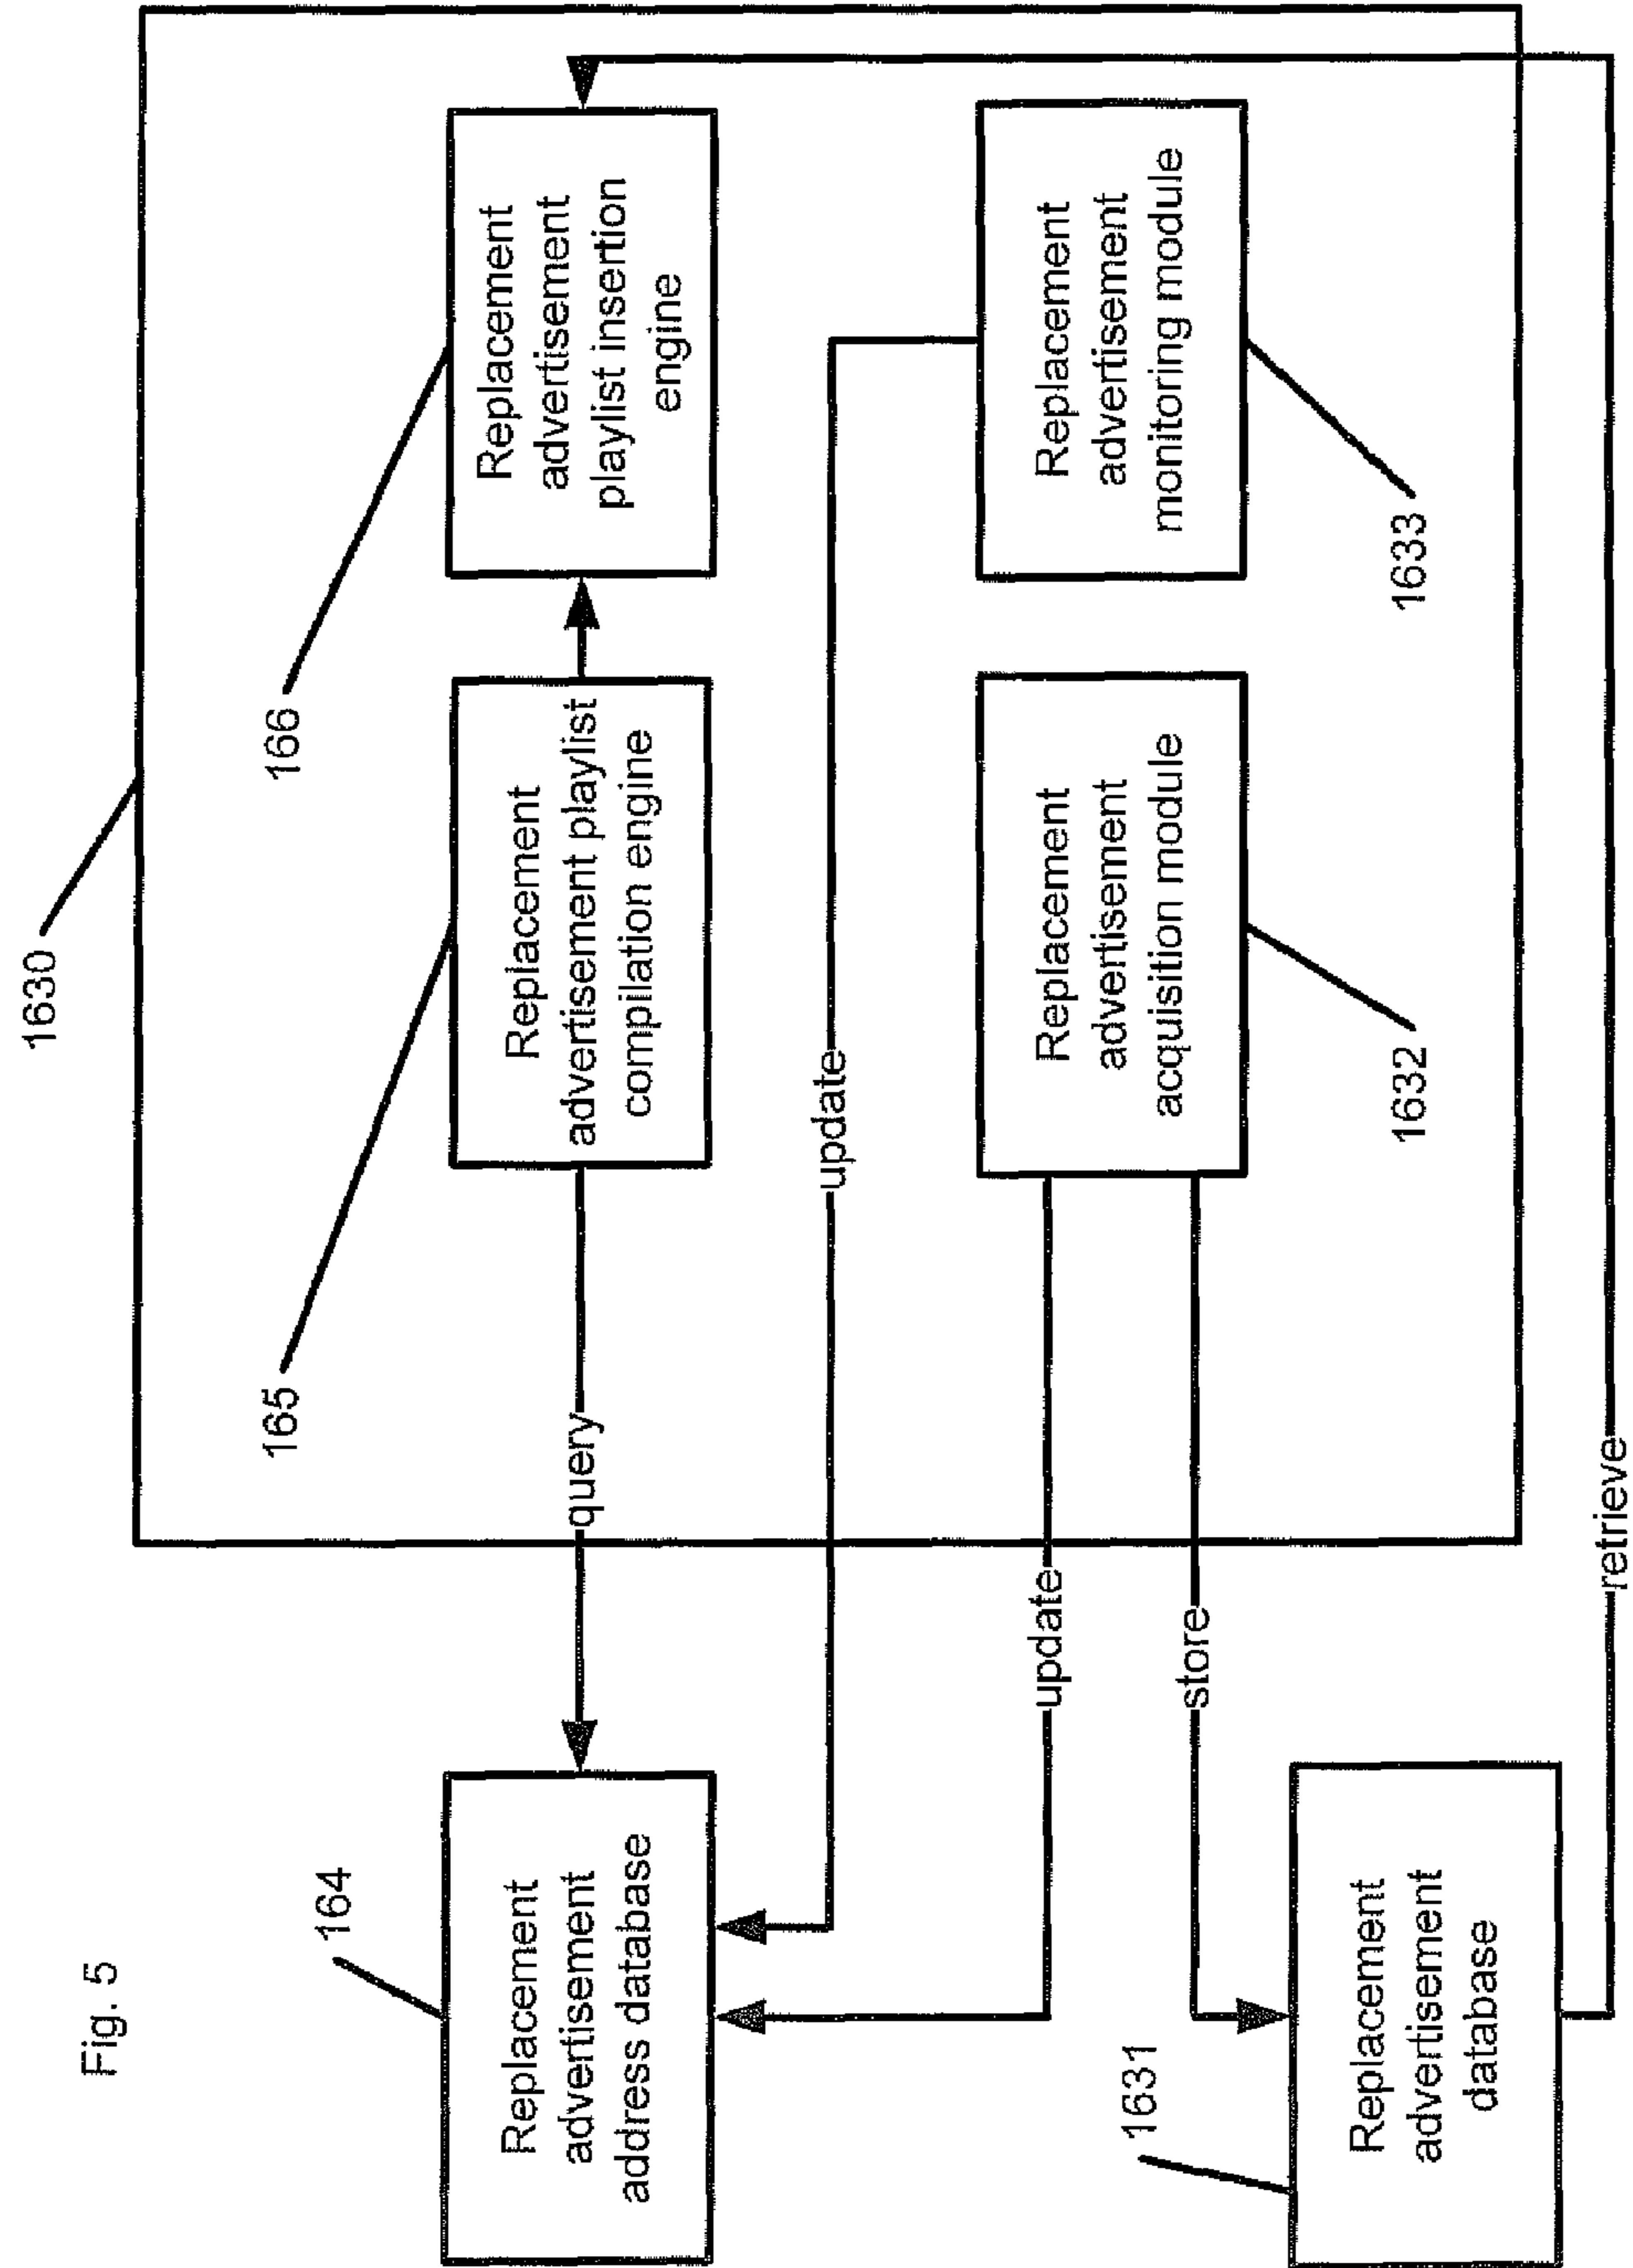 Fig. 5
1630
164
165
166
Replacement
advertisement
address database
query
Replacement
advertisement playlist
compilation engine
Replacement
advertisement
playlist insertion
engine
update
update
store
Replacement
advertisement
acquisition module
Replacement
advertisement
monitoring module
1631
1632
1633
Replacement
advertisement
database
retrieve